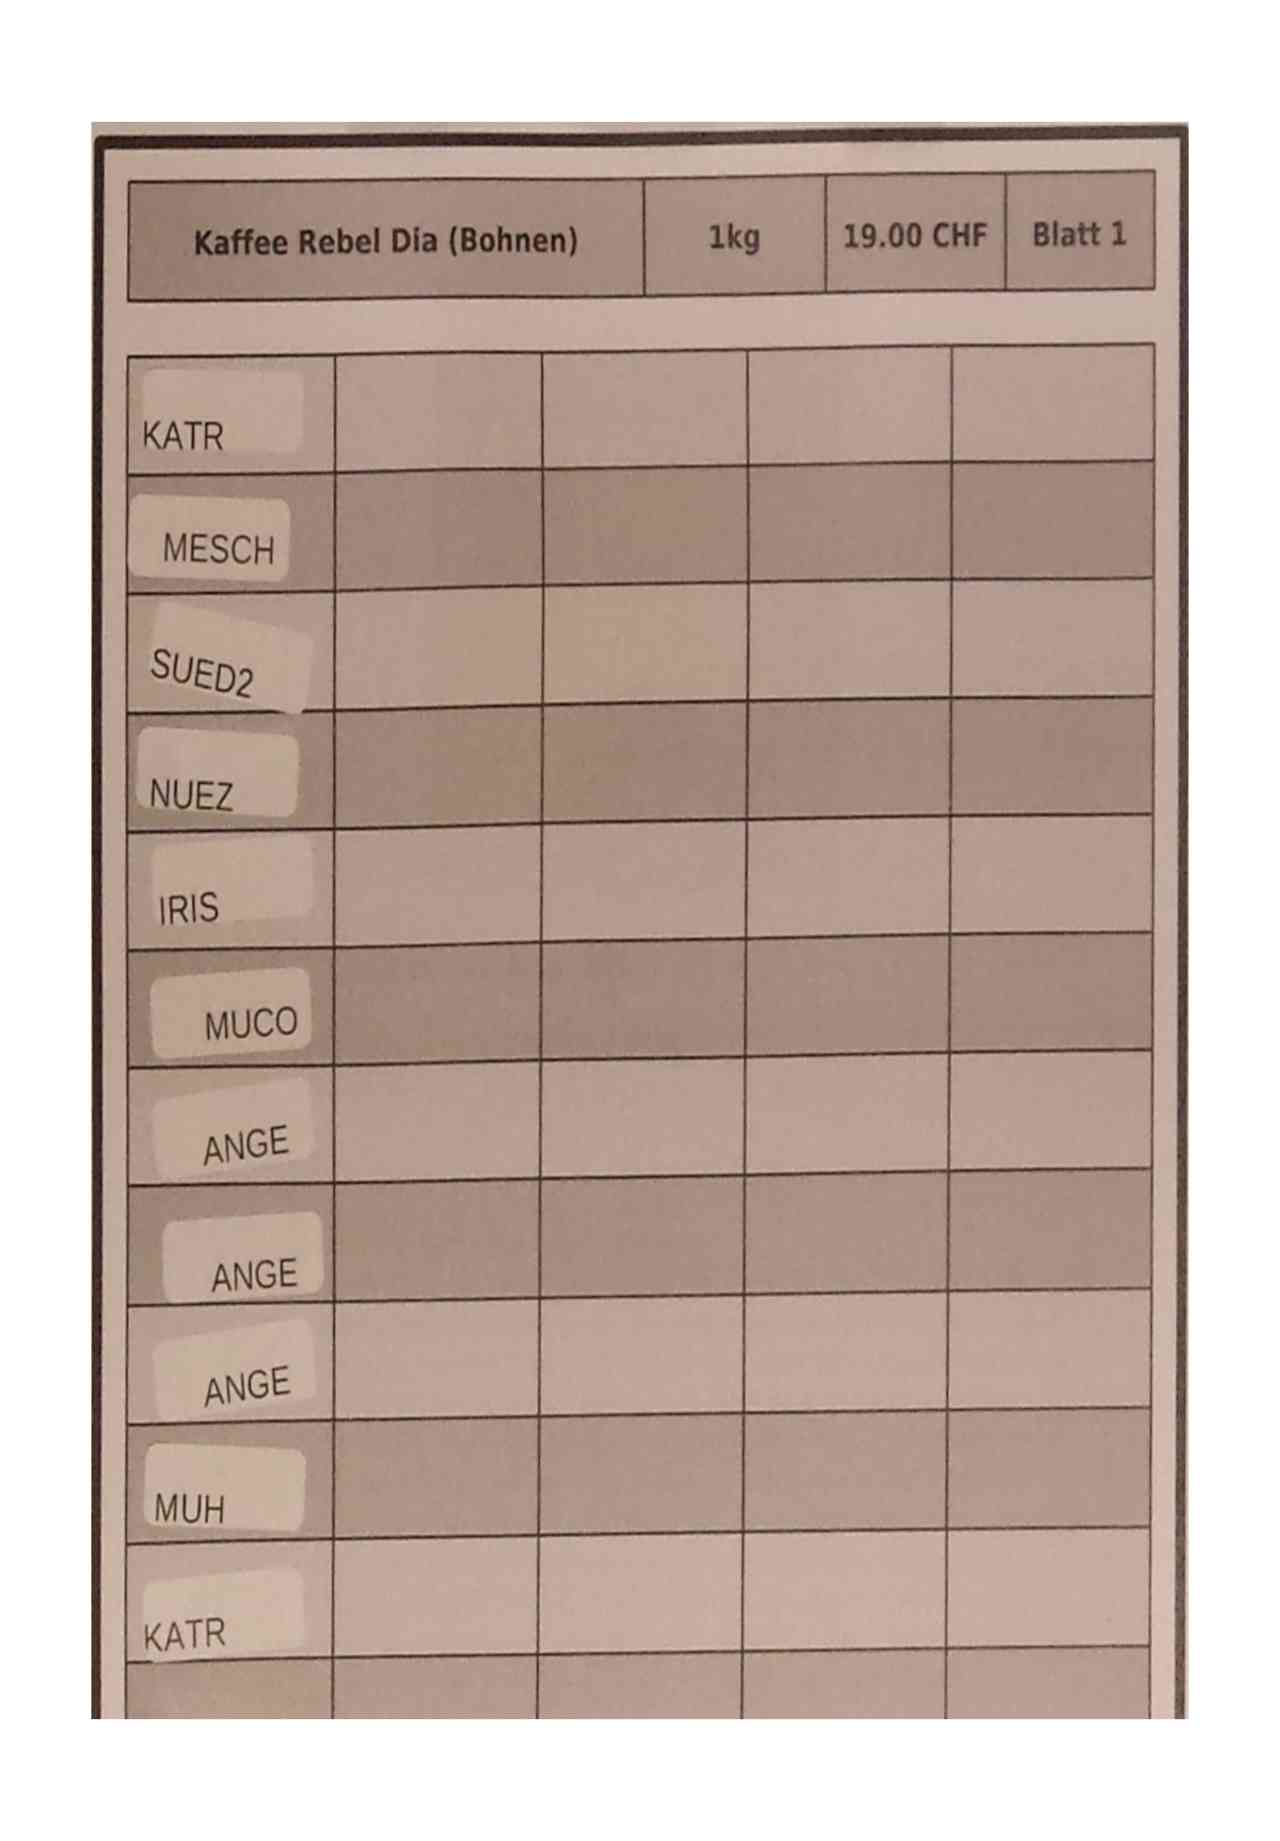 Kaffee Rebel Dia (Bohnen) 1kg 19.00 CHF Blatt 1
KATR
MESCH
SUED2
NUEZ
IRIS
MUCO
ANGE
ANGE
ANGE
MUH
KATR